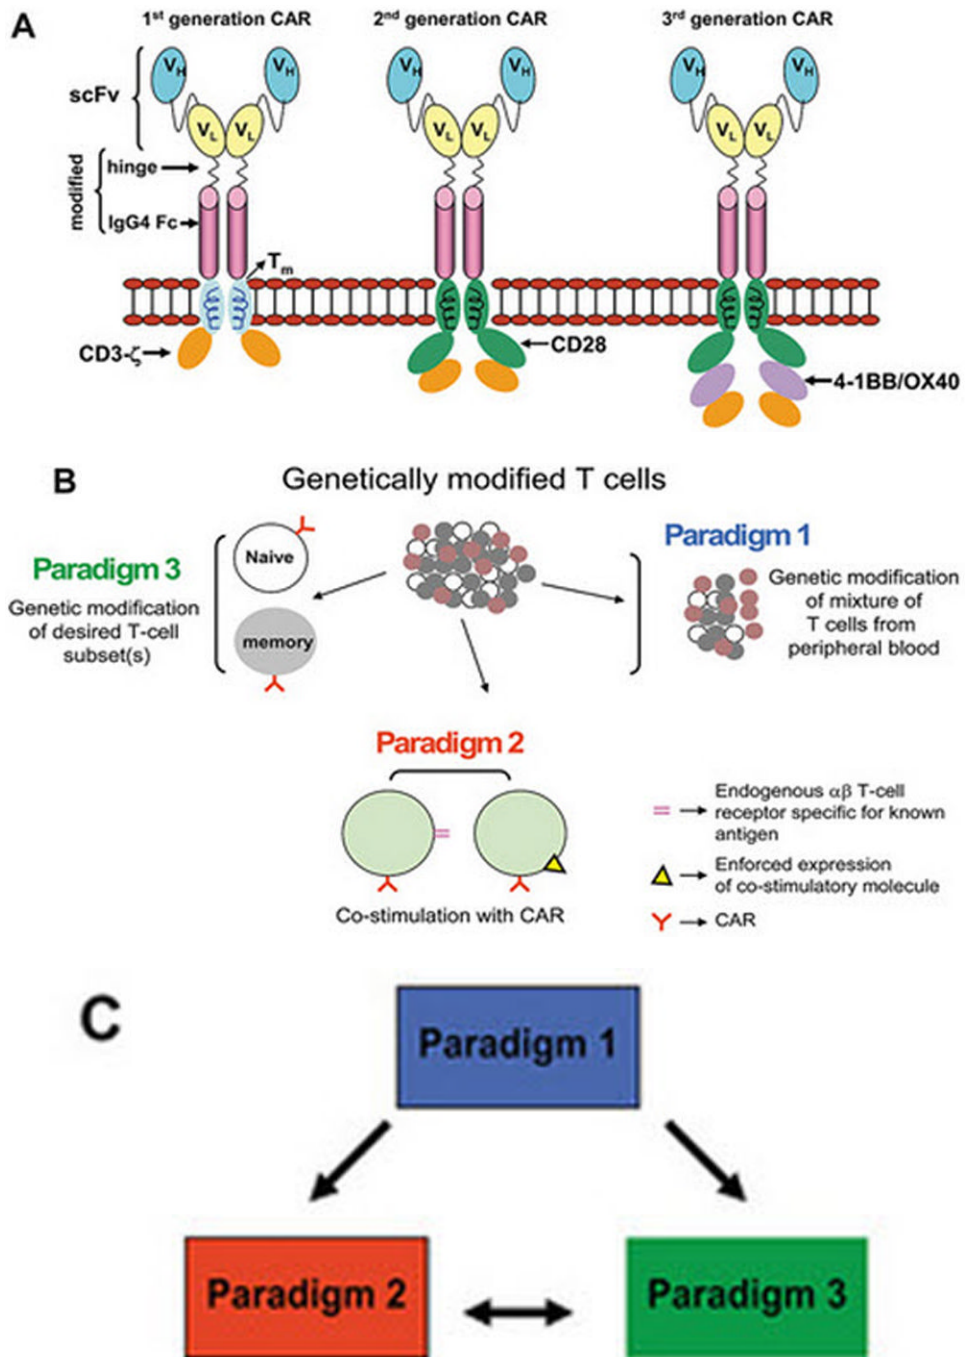 A
1st generation CAR
2nd generation CAR
3rd generation CAR
VH
VH
VH
VH
VH
VH
scFv
VL
VL
VL
VL
VL
VL
modified
hinge
IgG4 Fc
Tm
CD3-ζ
CD28
4-1BB/OX40
B
Genetically modified T cells
Paradigm 3
Genetic modification
of desired T-cell
subset(s)
Naive
memory
Paradigm 1
Genetic modification
of mixture of
T cells from
peripheral blood
Paradigm 2
Co-stimulation with CAR
Endogenous αβ T-cell
receptor specific for known
antigen
Enforced expression
of co-stimulatory molecule
CAR
C
Paradigm 1
Paradigm 2
Paradigm 3